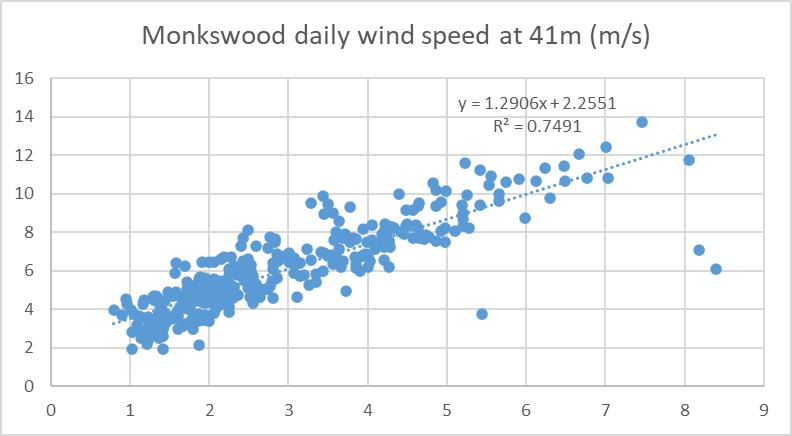 Monkswood daily wind speed at 41m (m/s)
16
14
12
10
8
6
4
2
0
y = 1.2906x + 2.2551
R² = 0.7491
0 1 2 3 4 5 6 7 8 9